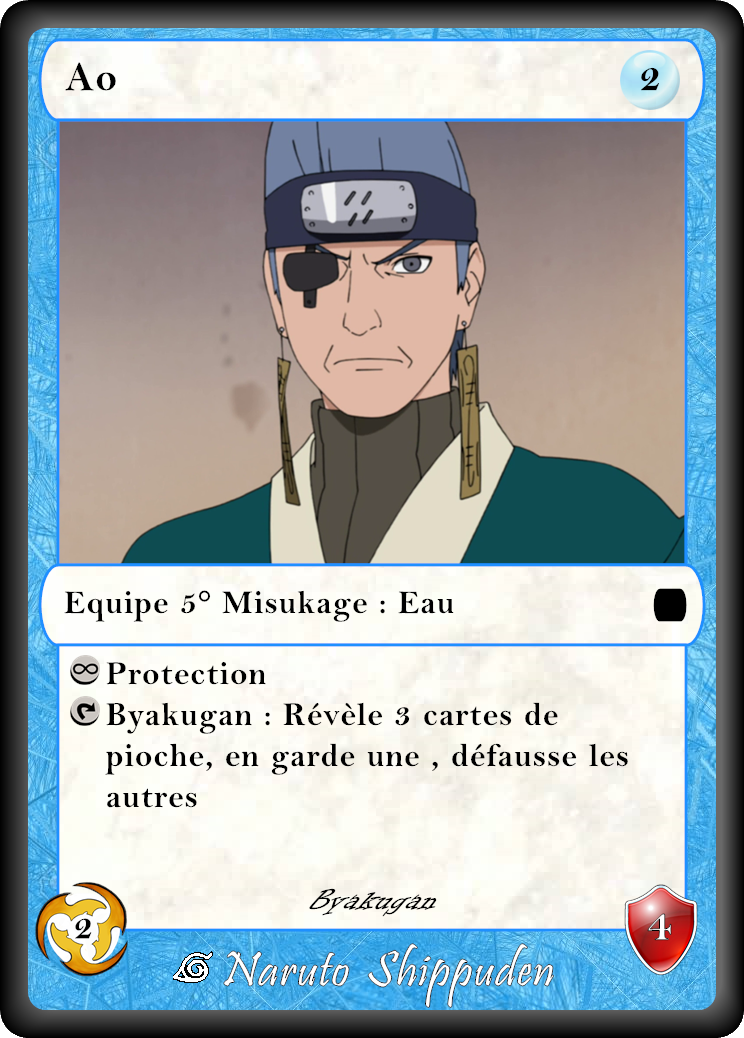 Ao
2
Equipe 5° Misukage : Eau
Protection
Byakugan : Révèle 3 cartes de
pioche, en garde une , défausse les
autres
Byakugan
2
4
Naruto Shippuden